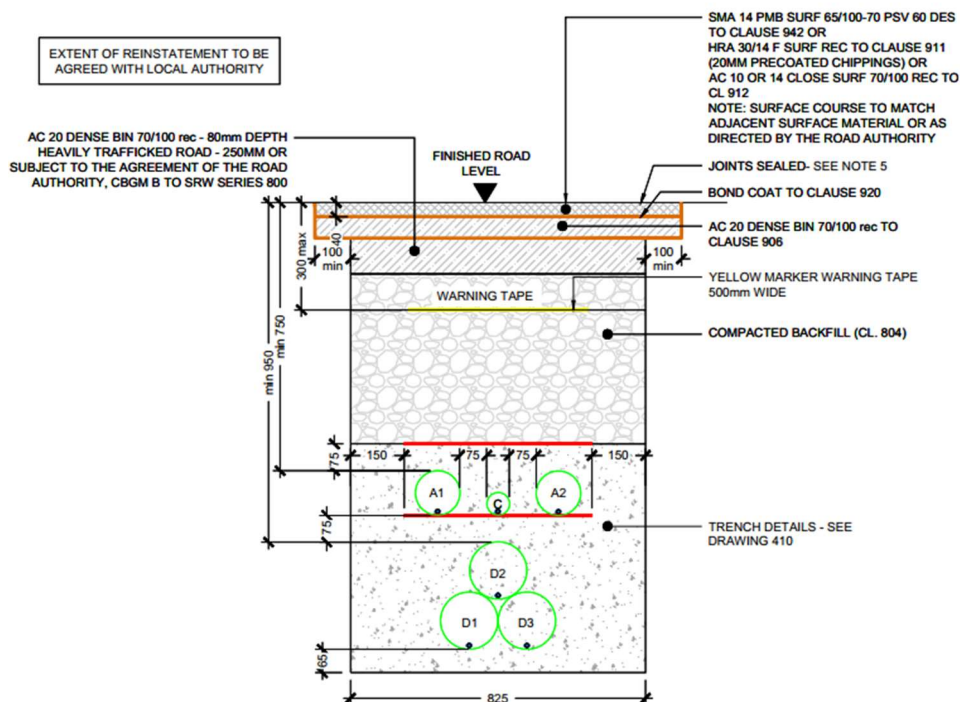 EXTENT OF REINSTATEMENT TO BE
AGREED WITH LOCAL AUTHORITY
SMA 14 PMB SURF 65/100-70 PSV 60 DES
TO CLAUSE 942 OR
HRA 30/14 F SURF REC TO CLAUSE 911
(20MM PRECOATED CHIPPINGS) OR
AC 10 OR 14 CLOSE SURF 70/100 REC TO
CL 912
NOTE: SURFACE COURSE TO MATCH
ADJACENT SURFACE MATERIAL OR AS
DIRECTED BY THE ROAD AUTHORITY
AC 20 DENSE BIN 70/100 rec - 80mm DEPTH
HEAVILY TRAFFICKED ROAD - 250MM OR
SUBJECT TO THE AGREEMENT OF THE ROAD
AUTHORITY, CBGM B TO SRW SERIES 800
FINISHED ROAD
LEVEL
JOINTS SEALED- SEE NOTE 5
BOND COAT TO CLAUSE 920
AC 20 DENSE BIN 70/100 rec TO
CLAUSE 906
40
100
min
100
min
300 max
min 750
min 950
YELLOW MARKER WARNING TAPE
500mm WIDE
WARNING TAPE
COMPACTED BACKFILL (CL. 804)
75
150
75
75
150
A1
C
A2
75
TRENCH DETAILS - SEE
DRAWING 410
D2
D1
D3
65
825